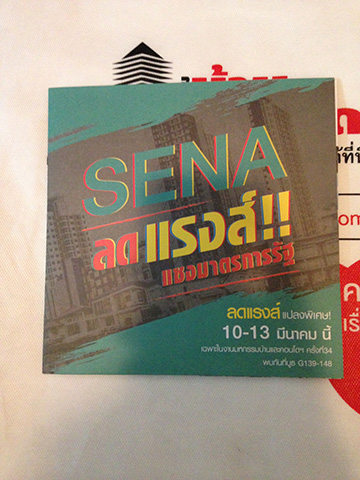 SENA
ลดแรงส์!!
แซงมาตรการรัฐ
ลดแรงส์ แปลงพิเศษ!
10-13 มีนาคม นี้
เฉพาะในงานมหกรรมบ้านและคอนโดฯ ครั้งที่34
พบกันที่บูธ G139-148